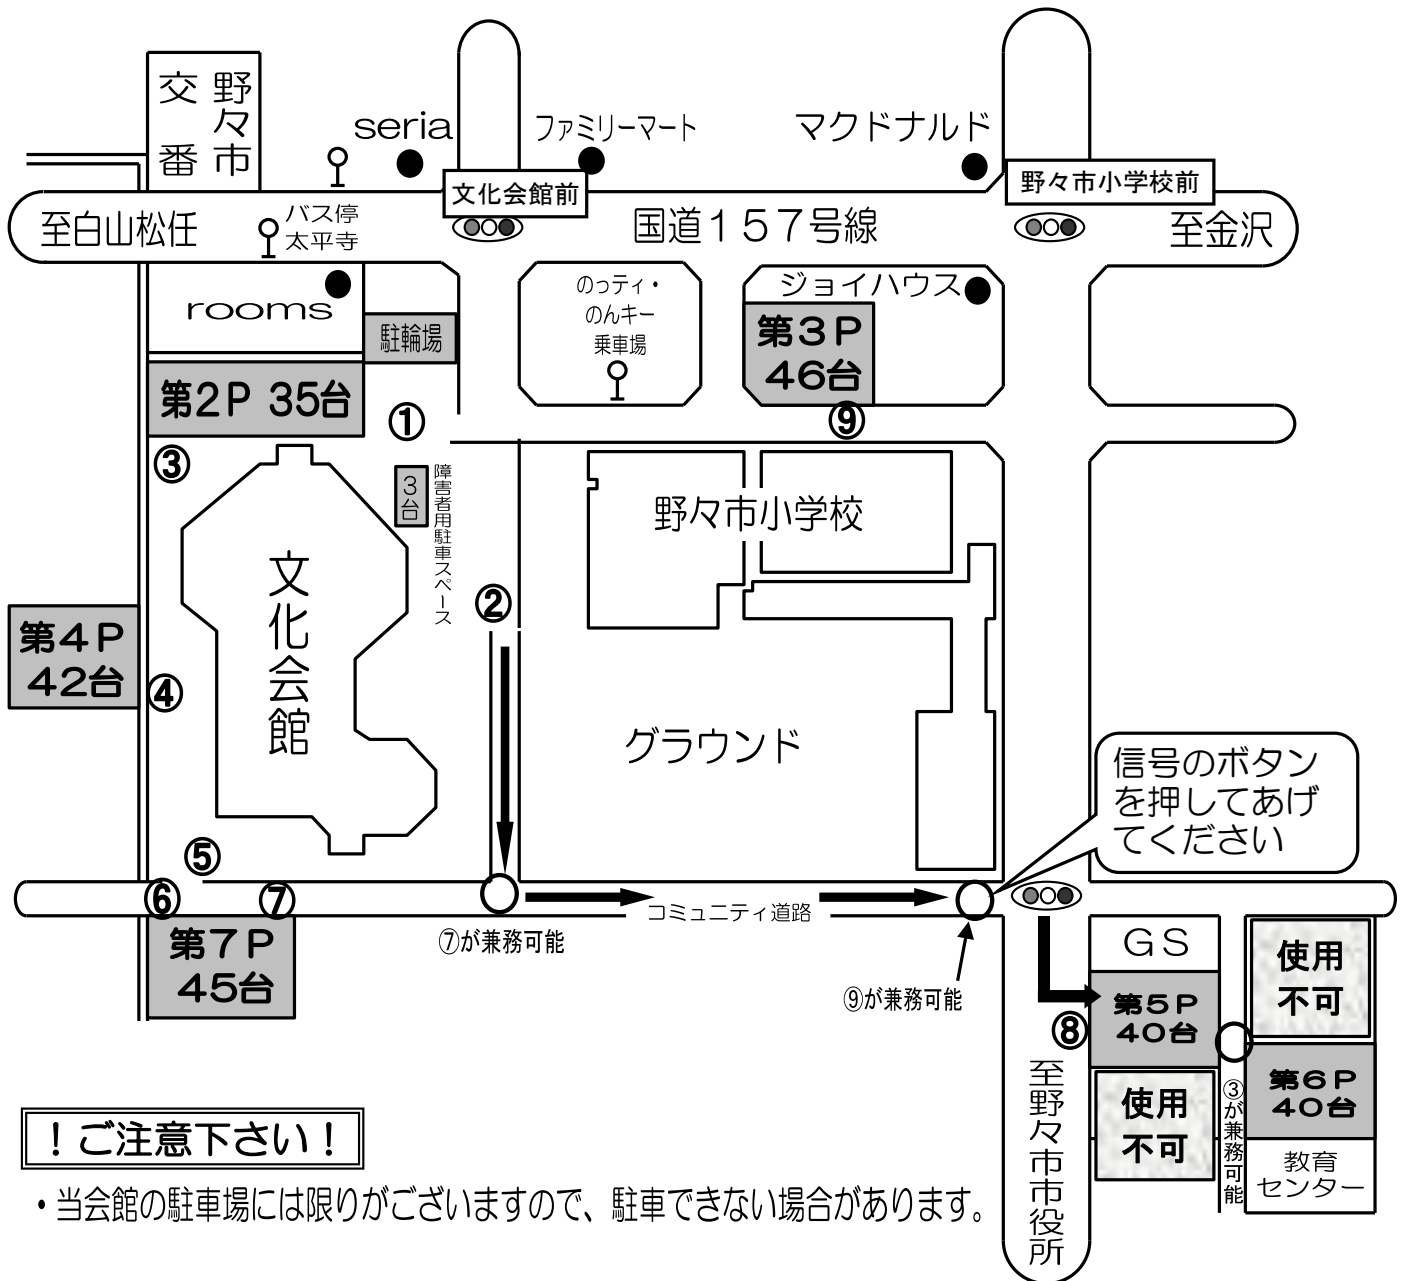 野々市
交番
seria
ファミリーマート
マクドナルド
文化会館前
野々市小学校前
至白山松任
バス停
太平寺
国道１５７号線
至金沢
rooms
駐輪場
のっティ・
のんキー
乗車場
ジョイハウス
第３Ｐ
４６台
第２Ｐ 35台
①
⑨
③
３台
障害者用駐車スペース
野々市小学校
文化会館
②
第４Ｐ
４２台
④
グラウンド
信号のボタン
を押してあげ
てください
⑤
⑥
⑦
コミュニティ道路
⑦が兼務可能
第７Ｐ
４５台
⑨が兼務可能
ＧＳ
使用
不可
第５Ｐ
４０台
⑧
第６Ｐ
４０台
③が兼務可能
使用
不可
教育
センター
至野々市市役所
！ご注意下さい！
・当会館の駐車場には限りがございますので、駐車できない場合があります。